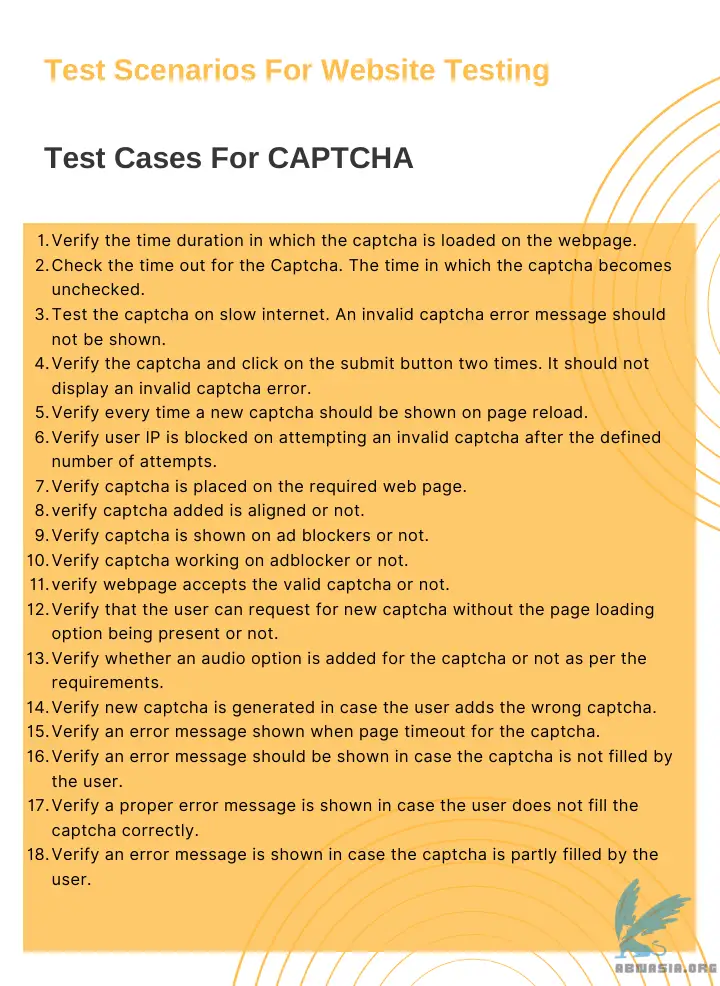 Test Scenarios For Website Testing
Test Cases For CAPTCHA
1. Verify the time duration in which the captcha is loaded on the webpage.
2. Check the time out for the Captcha. The time in which the captcha becomes
unchecked.
3. Test the captcha on slow internet. An invalid captcha error message should
not be shown.
4. Verify the captcha and click on the submit button two times. It should not
display an invalid captcha error.
5. Verify every time a new captcha should be shown on page reload.
6. Verify user IP is blocked on attempting an invalid captcha after the defined
number of attempts.
7. Verify captcha is placed on the required web page.
8. verify captcha added is aligned or not.
9. Verify captcha is shown on ad blockers or not.
10. Verify captcha working on adblocker or not.
11. verify webpage accepts the valid captcha or not.
12. Verify that the user can request for new captcha without the page loading
option being present or not.
13. Verify whether an audio option is added for the captcha or not as per the
requirements.
14. Verify new captcha is generated in case the user adds the wrong captcha.
15. Verify an error message shown when page timeout for the captcha.
16. Verify an error message should be shown in case the captcha is not filled by
the user.
17. Verify a proper error message is shown in case the user does not fill the
captcha correctly.
18. Verify an error message is shown in case the captcha is partly filled by the
user.
ABWASIA.ORG